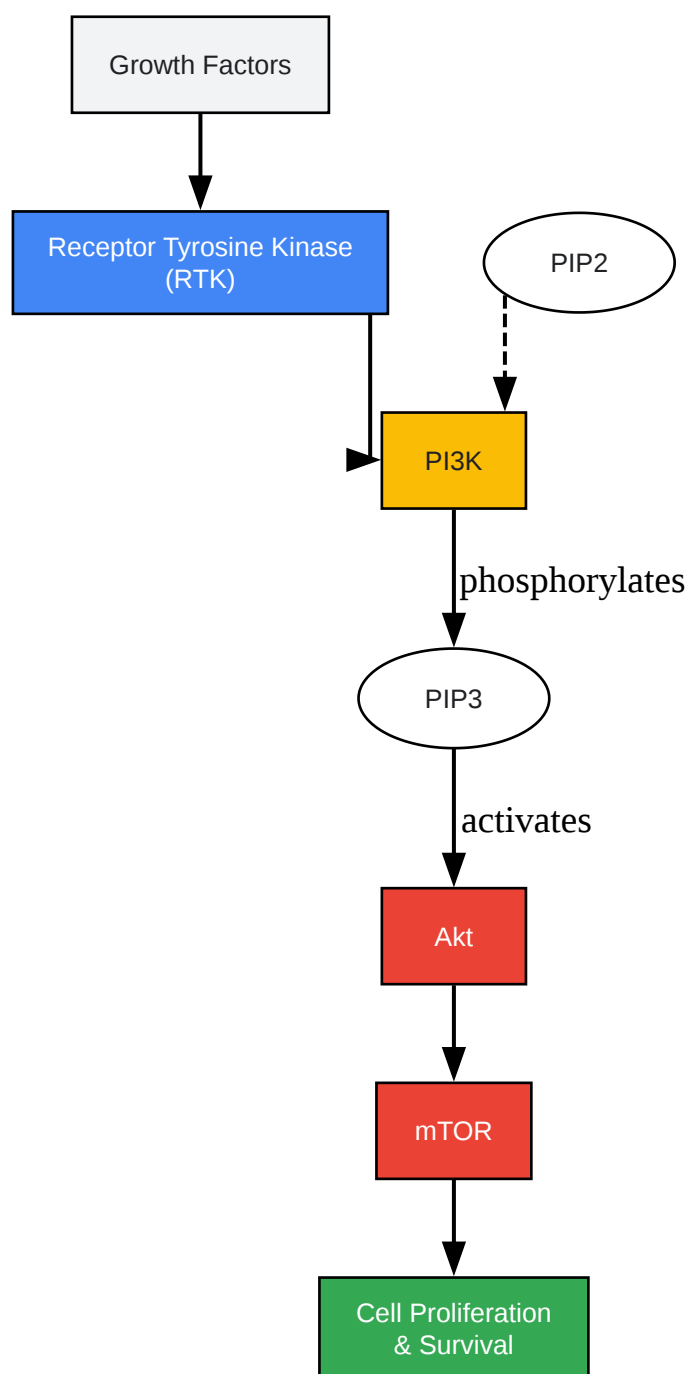 Growth Factors
Receptor Tyrosine Kinase
(RTK)
PIP2
PI3K
phosphorylates
PIP3
activates
Akt
mTOR
Cell Proliferation
& Survival